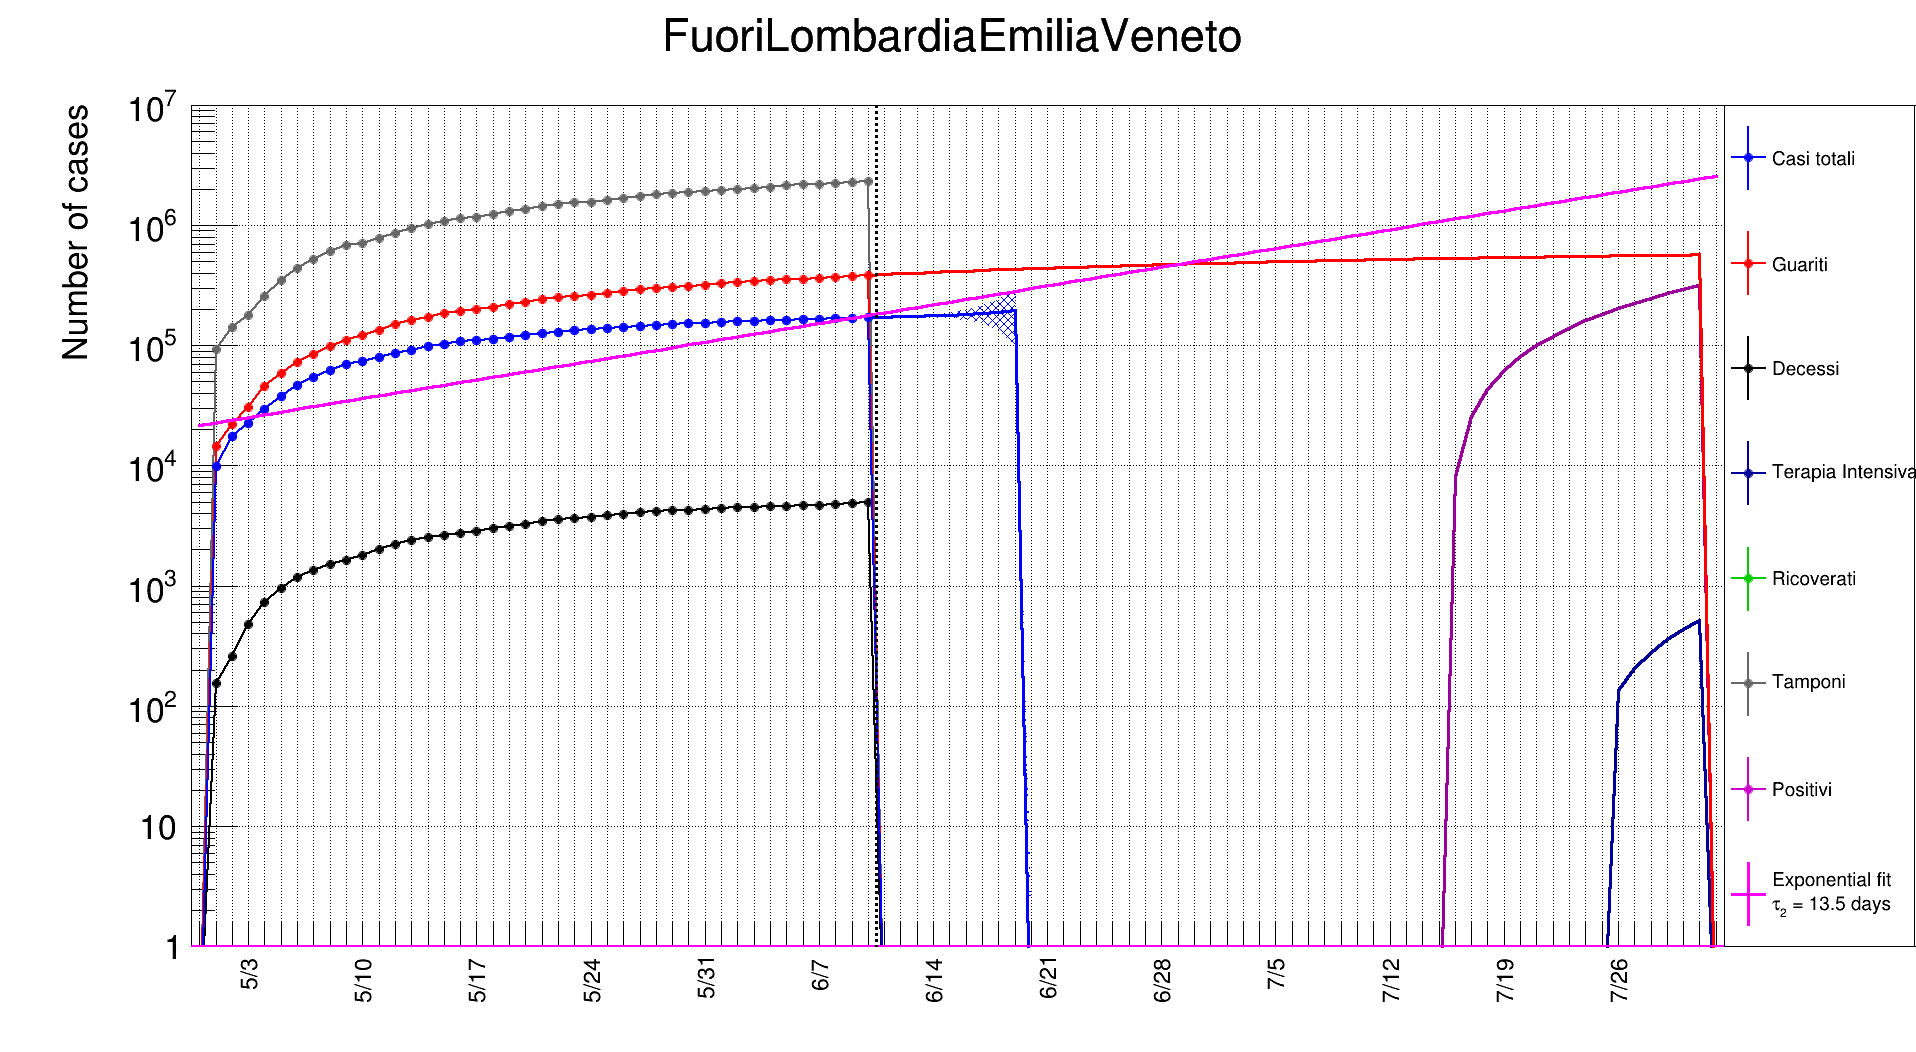 FuoriLombardiaEmiliaVeneto
Number of cases
10^7
10^6
10^5
10^4
10^3
10^2
10
1
5/3
5/10
5/17
5/24
5/31
6/7
6/14
6/21
6/28
7/5
7/12
7/19
7/26
Casi totali
Guariti
Decessi
Terapia Intensiva
Ricoverati
Tamponi
Positivi
Exponential fit
τ_2 = 13.5 days